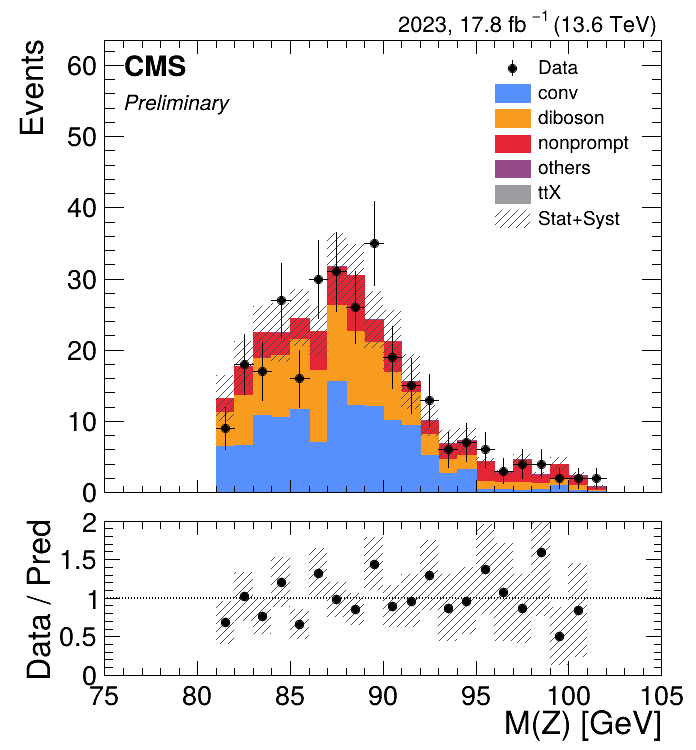 2023, 17.8 fb⁻¹ (13.6 TeV)
Events
60
50
40
30
20
10
0
CMS
Preliminary
Data
conv
diboson
nonprompt
others
ttX
Stat+Syst
Data / Pred
2
1.5
1
0.5
0
75 80 85 90 95 100 105
M(Z) [GeV]